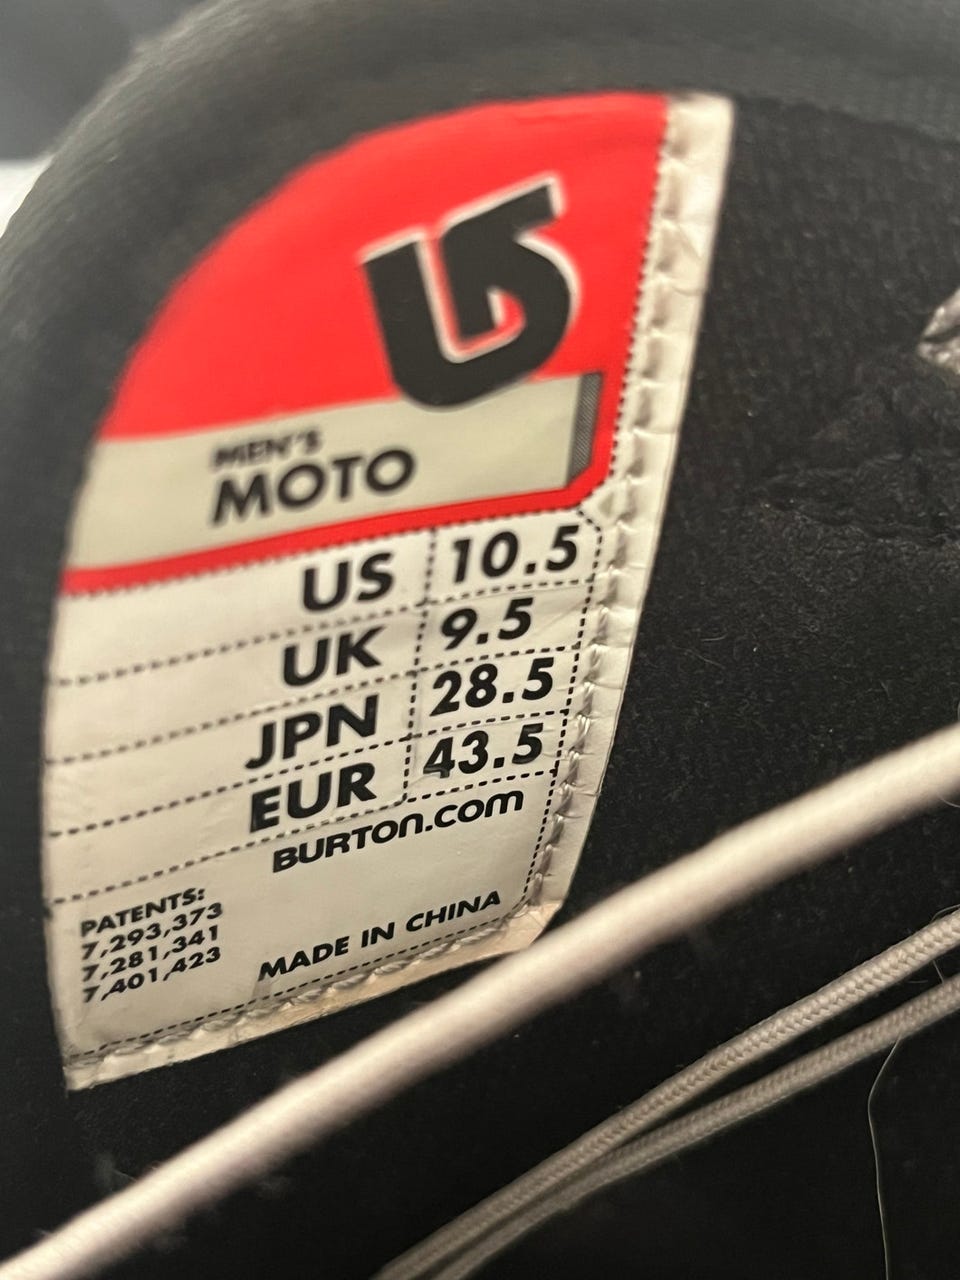 MEN'S
MOTO
US 10.5
UK 9.5
JPN 28.5
EUR 43.5
BURTON.COM
PATENTS:
7,293,373
7,281,341
7,401,423
MADE IN CHINA